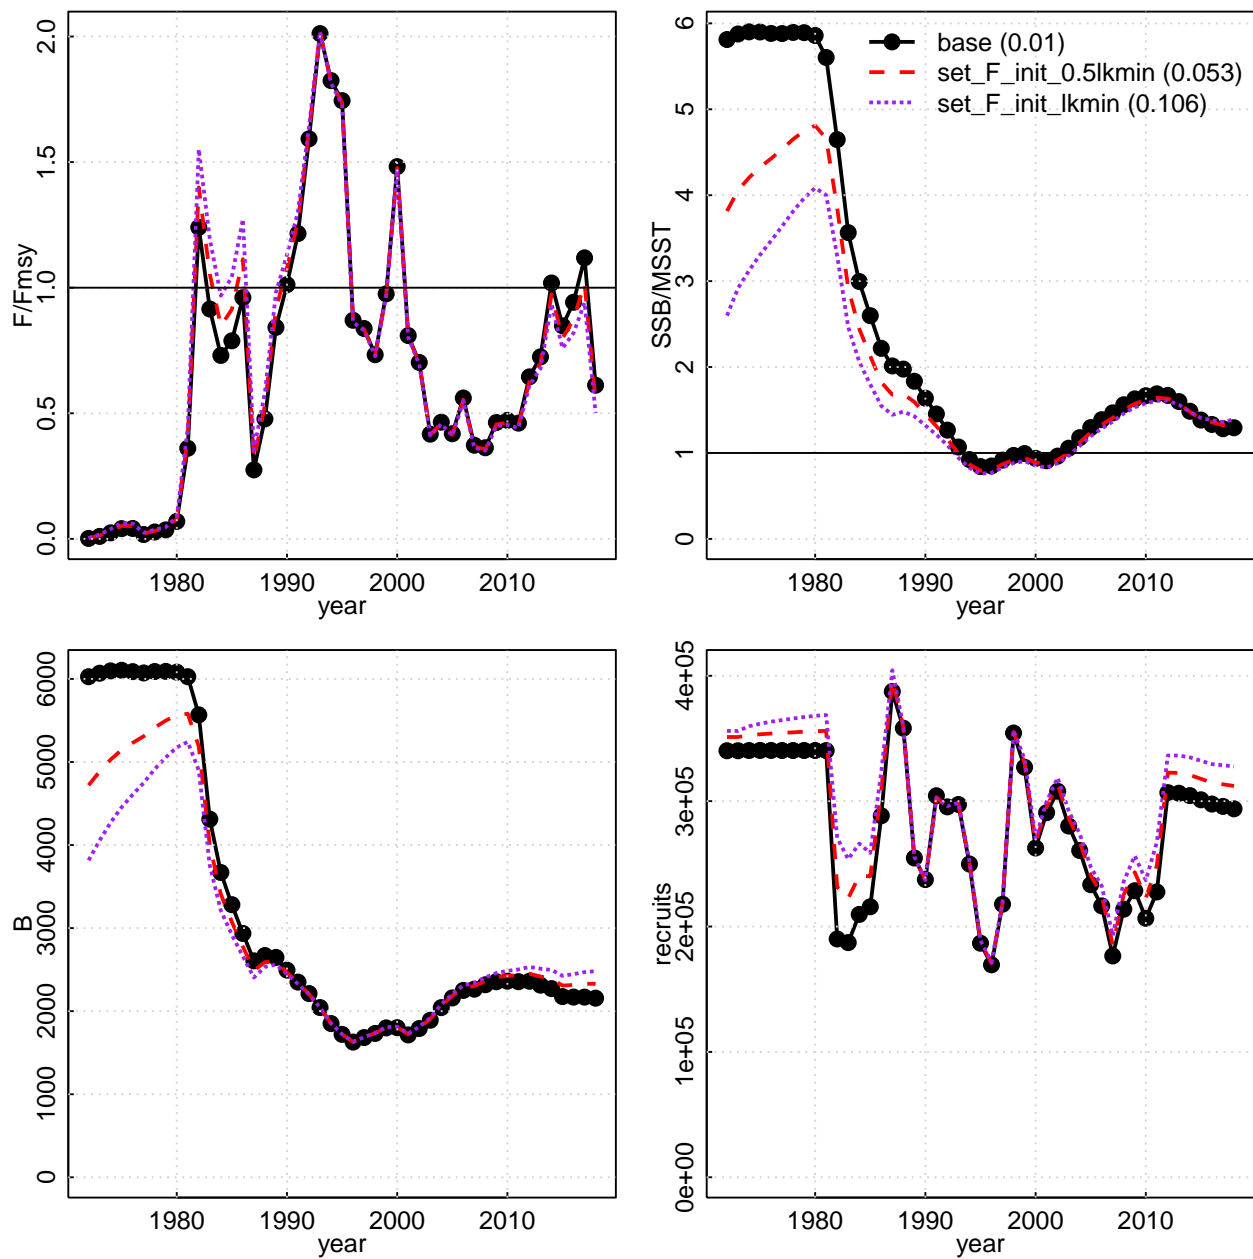 F/Fmsy
2.0
1.5
1.0
0.5
0.0
1980 1990 2000 2010
year
SSB/MSST
6
5
4
3
2
1
0
base (0.01)
set_F_init_0.5lkmin (0.053)
set_F_init_lkmin (0.106)
1980 1990 2000 2010
year
B
6000
5000
4000
3000
2000
1000
0
1980 1990 2000 2010
year
recruits
4e+05
3e+05
2e+05
1e+05
0e+00
1980 1990 2000 2010
year